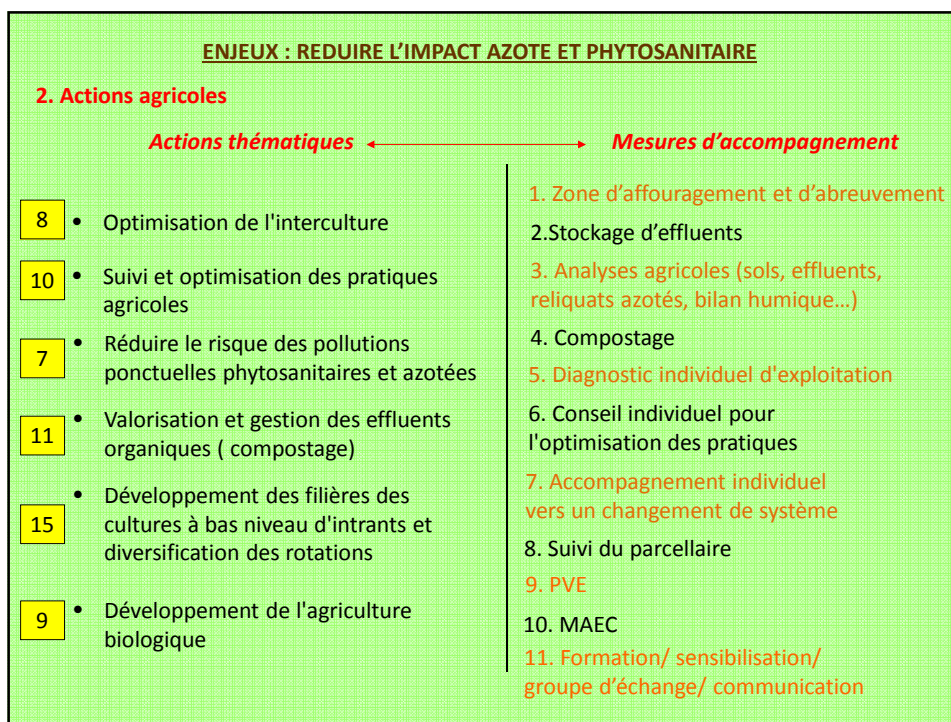 ENJEUX : REDUIRE L'IMPACT AZOTE ET PHYTOSANITAIRE
2. Actions agricoles
Actions thématiques
8 • Optimisation de l'interculture
10 • Suivi et optimisation des pratiques
agricoles
7 • Réduire le risque des pollutions
ponctuelles phytosanitaires et azotées
11 • Valorisation et gestion des effluents
organiques ( compostage)
15 • Développement des filières des
cultures à bas niveau d'intrants et
diversification des rotations
9 • Développement de l'agriculture
biologique
Mesures d'accompagnement
1. Zone d'affouragement et d'abreuvement
2.Stockage d'effluents
3. Analyses agricoles (sols, effluents,
reliquats azotés, bilan humique…)
4. Compostage
5. Diagnostic individuel d'exploitation
6. Conseil individuel pour
l'optimisation des pratiques
7. Accompagnement individuel
vers un changement de système
8. Suivi du parcellaire
9. PVE
10. MAEC
11. Formation/ sensibilisation/
groupe d'échange/ communication